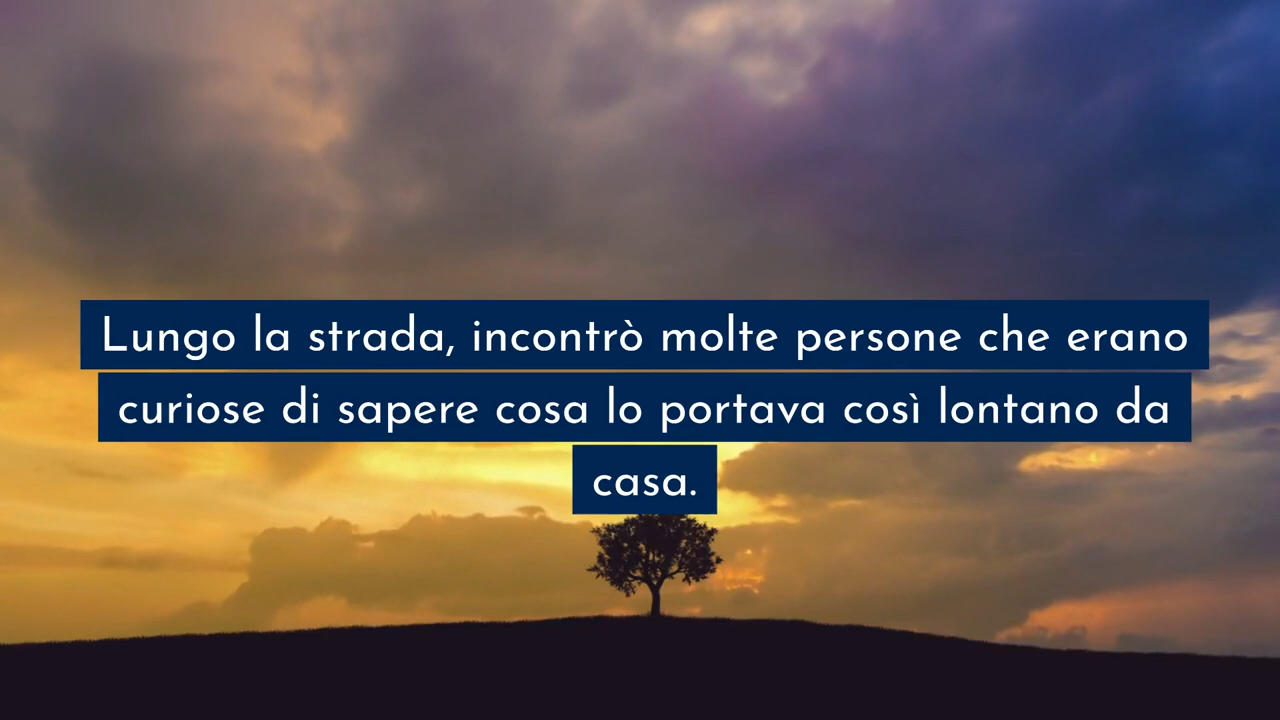 Lungo la strada, incontrò molte persone che erano
curiose di sapere cosa lo portava così lontano da
casa.